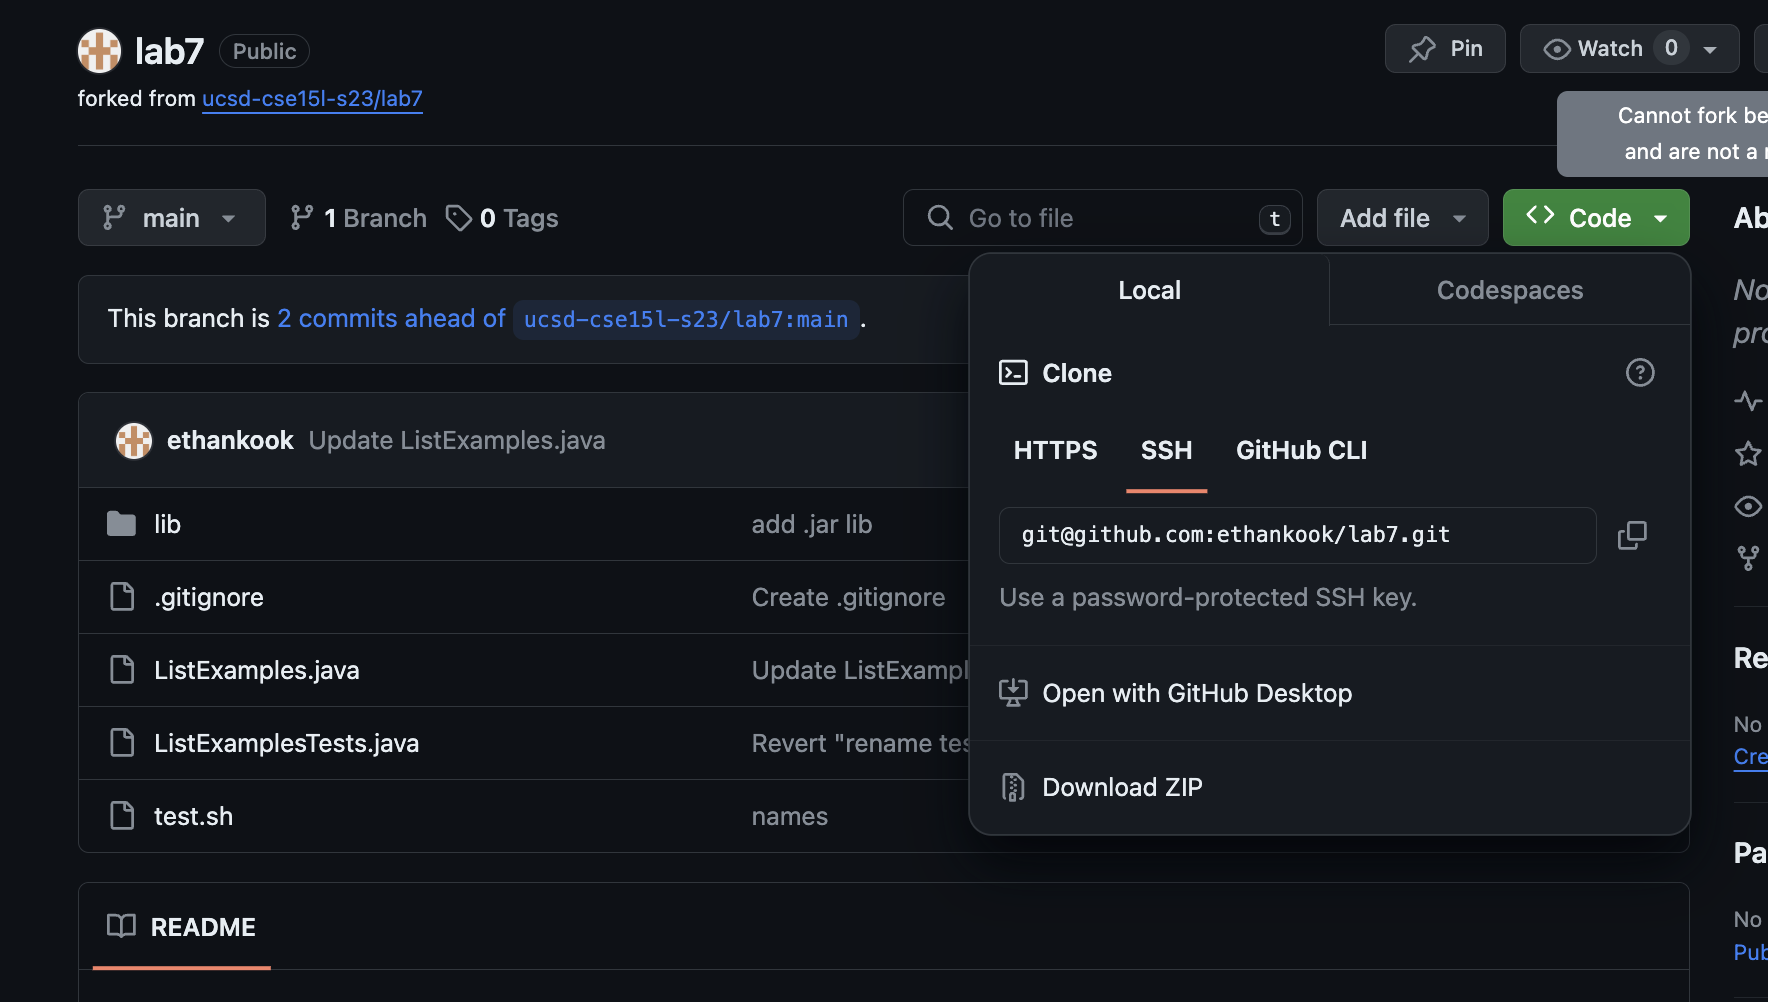 lab7 Public
Pin
Watch 0
forked from ucsd-cse15l-s23/lab7
Cannot fork be
and are not a
main
1 Branch
0 Tags
Go to file t
Add file
<> Code
Ab
This branch is 2 commits ahead of ucsd-cse15l-s23/lab7:main .
Local
Codespaces
No
pro
Clone
HTTPS
SSH
GitHub CLI
git@github.com:ethankook/lab7.git
Use a password-protected SSH key.
Open with GitHub Desktop
Download ZIP
ethankook Update ListExamples.java
lib add .jar lib
.gitignore Create .gitignore
ListExamples.java Update ListExampl
ListExamplesTests.java Revert "rename tes
test.sh names
README
Re
No
Cre
Pa
No
Pub